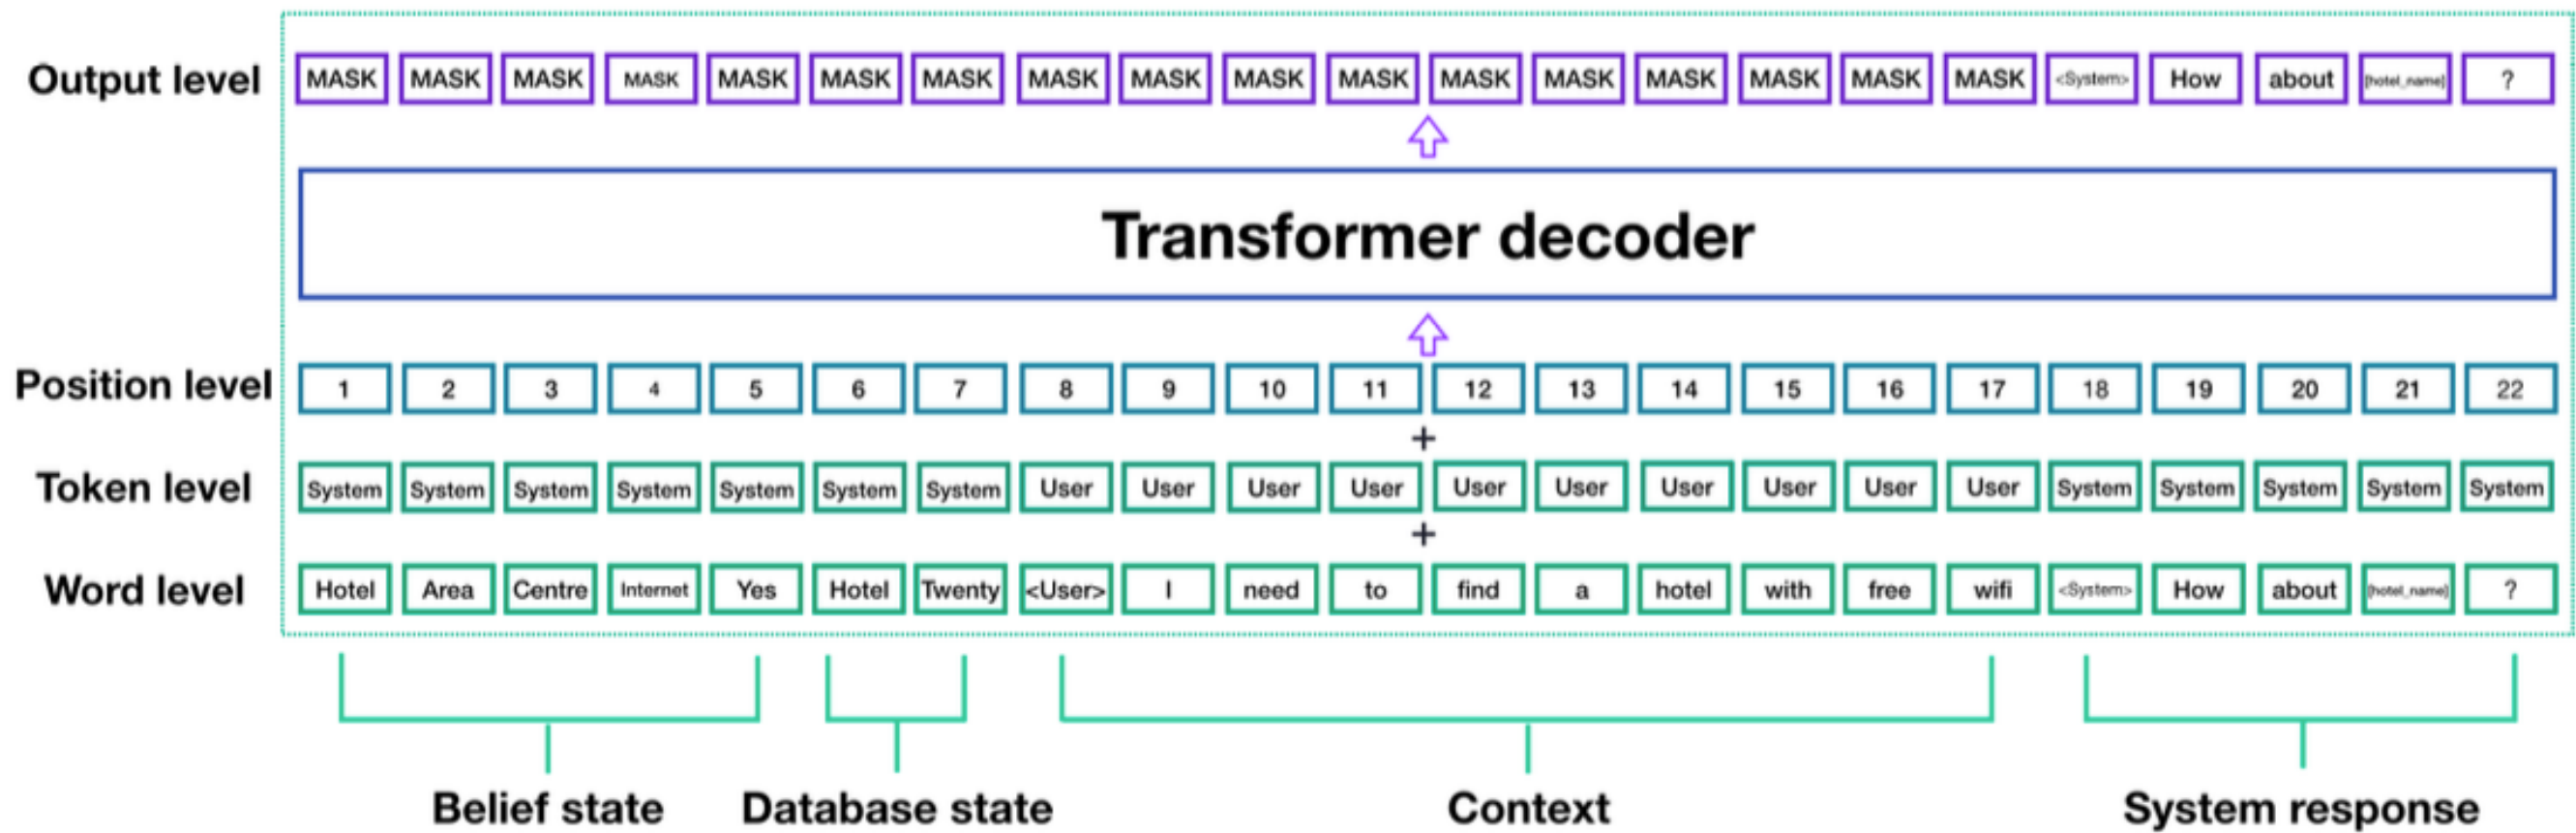 Output level MASK MASK MASK MASK MASK MASK MASK MASK MASK MASK MASK MASK MASK MASK MASK MASK MASK <System> How about [hotel_name] ?
Transformer decoder
Position level 1 2 3 4 5 6 7 8 9 10 11 12 13 14 15 16 17 18 19 20 21 22
+
Token level System System System System System System System User User User User User User User User User User System System System System System
+
Word level Hotel Area Centre Internet Yes Hotel Twenty <User> I need to find a hotel with free wifi <System> How about [hotel_name] ?
Belief state Database state Context System response